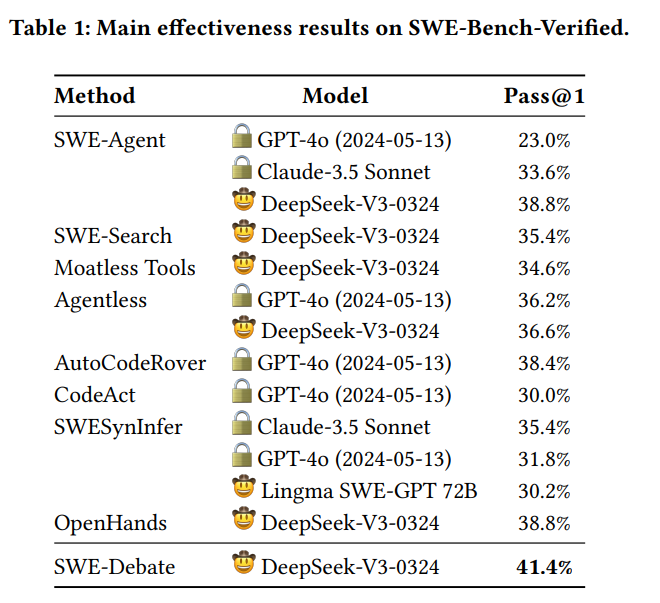 Table 1: Main effectiveness results on SWE-Bench-Verified.
Method Model Pass@1
SWE-Agent 🔒 GPT-4o (2024-05-13) 23.0%
🔒 Claude-3.5 Sonnet 33.6%
🤠 DeepSeek-V3-0324 38.8%
SWE-Search 🤠 DeepSeek-V3-0324 35.4%
Moatless Tools 🤠 DeepSeek-V3-0324 34.6%
Agentless 🔒 GPT-4o (2024-05-13) 36.2%
🤠 DeepSeek-V3-0324 36.6%
AutoCodeRover 🔒 GPT-4o (2024-05-13) 38.4%
CodeAct 🔒 GPT-4o (2024-05-13) 30.0%
SWESynInfer 🔒 Claude-3.5 Sonnet 35.4%
🔒 GPT-4o (2024-05-13) 31.8%
🤠 Lingma SWE-GPT 72B 30.2%
OpenHands 🤠 DeepSeek-V3-0324 38.8%
SWE-Debate 🤠 DeepSeek-V3-0324 41.4%